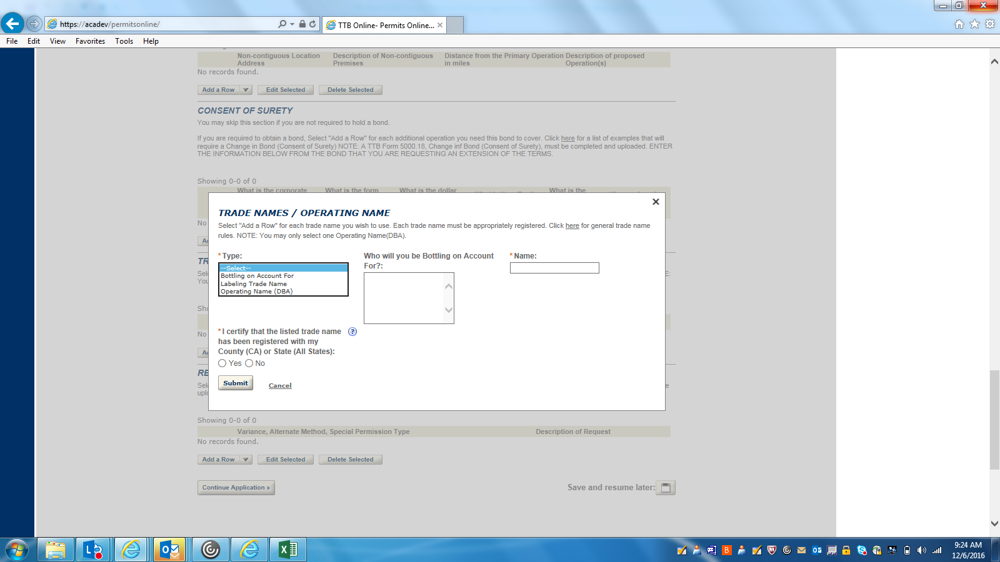 https://acadev/permitsonline/
TTB Online- Permits Online...
File Edit View Favorites Tools Help
Non-contiguous Location Address
Description of Non-contiguous Premises
Distance from the Primary Operation in miles
Description of proposed Operation(s)
No records found.
Add a Row Edit Selected Delete Selected
CONSENT OF SURETY
You may skip this section if you are not required to hold a bond.
If you are required to obtain a bond, Select "Add a Row" for each additional operation you need this bond to cover. Click here for a list of examples that will
require a Change in Bond (Consent of Surety) NOTE: A TTB Form 5000.18, Change inf Bond (Consent of Surety), must be completed and uploaded. ENTER
THE INFORMATION BELOW FROM THE BOND THAT YOU ARE REQUESTING AN EXTENSION OF THE TERMS.
Showing 0-0 of 0
What is the corporate What is the form What is the dollar What is the
TRADE NAMES / OPERATING NAME
Select "Add a Row" for each trade name you wish to use. Each trade name must be appropriately registered. Click here for general trade name
rules. NOTE: You may only select one Operating Name(DBA).
*Type:
--Select--
Bottling on Account For
Labeling Trade Name
Operating Name (DBA)
Who will you be Bottling on Account
For?:
*Name:
*I certify that the listed trade name
has been registered with my
County (CA) or State (All States):
Yes No
Submit Cancel
No
No
Showing 0-0 of 0
Variance, Alternate Method, Special Permission Type Description of Request
No records found.
Add a Row Edit Selected Delete Selected
Continue Application »
Save and resume later:
9:24 AM
12/6/2016